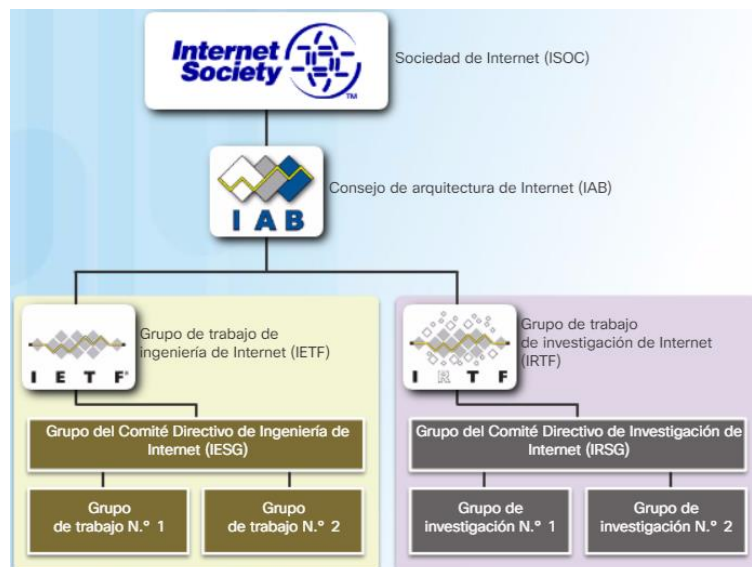 Internet
Society
TM
Sociedad de Internet (ISOC)
IAB
Consejo de arquitectura de Internet (IAB)
IETF®
Grupo de trabajo de
ingeniería de Internet (IETF)
IRTF
Grupo de trabajo
de investigación de Internet
(IRTF)
Grupo del Comité Directivo de Ingeniería de
Internet (IESG)
Grupo
de trabajo N.° 1
Grupo
de trabajo N.° 2
Grupo del Comité Directivo de Investigación de
Internet (IRSG)
Grupo de
investigación N.° 1
Grupo de
investigación N.° 2